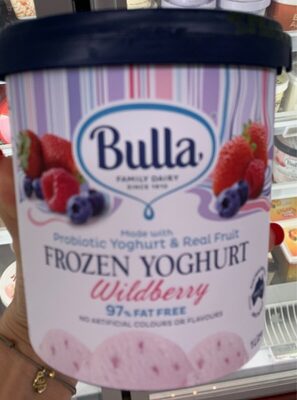 Bulla
FAMILY DAIRY
SINCE 1910
Made with
Probiotic Yoghurt & Real Fruit
FROZEN YOGHURT
Wildberry
97% FAT FREE
NO ARTIFICIAL COLOURS OR FLAVOURS